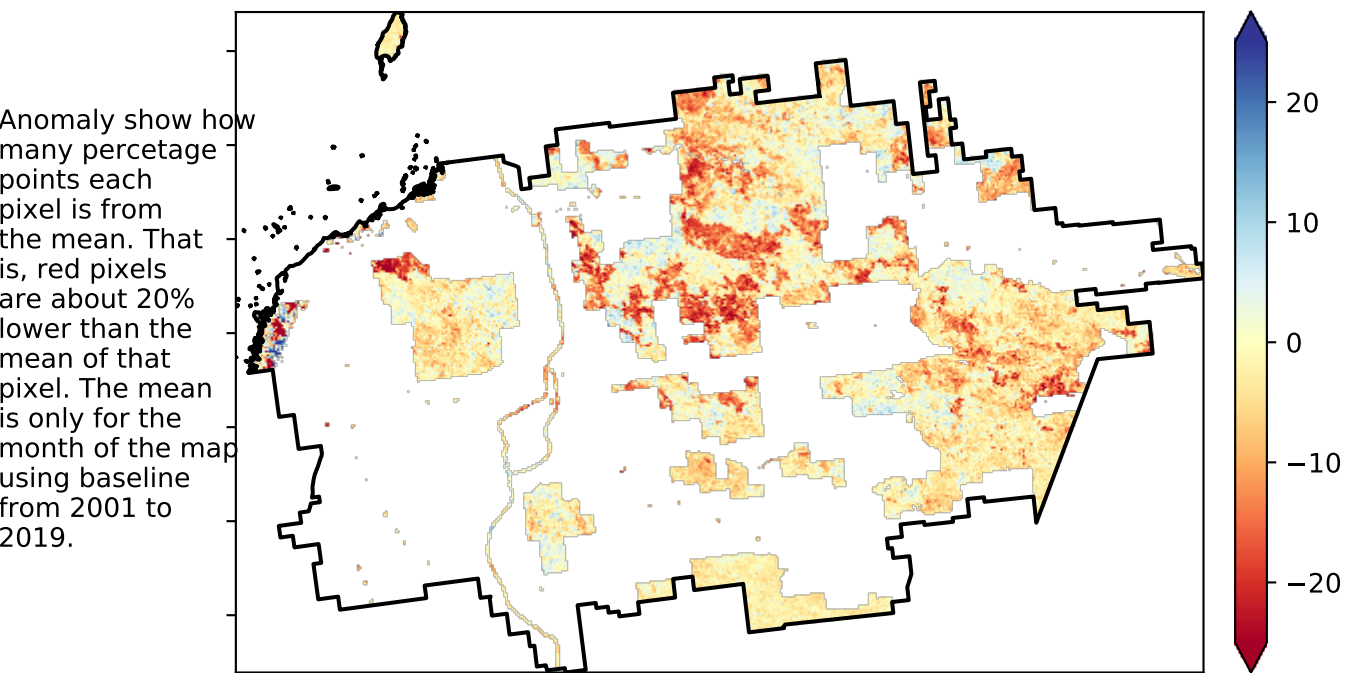 Anomaly show how
many percetage
points each
pixel is from
the mean. That
is, red pixels
are about 20%
lower than the
mean of that
pixel. The mean
is only for the
month of the map
using baseline
from 2001 to
2019.
20
10
0
−10
−20